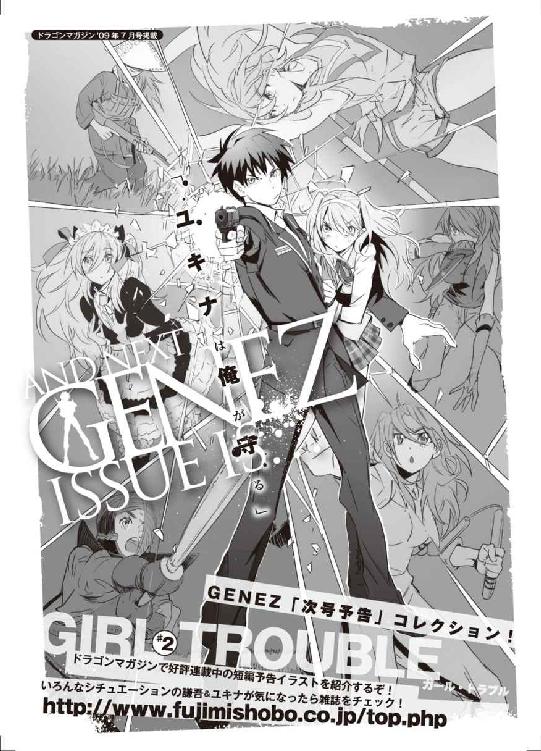 ドラゴンマガジン'09年7月号掲載
「ユキナは俺が守る」
AND NEXT
GENEZ
ISSUE IS
GENEZ「次号予告」コレクション!
GIRL #2 TROUBLE
ガール・トラブル
ドラゴンマガジンで好評連載中の短編予告イラストを紹介するぞ!
いろんなシチュエーションの謙吾&ユキナが気になったら雑誌をチェック!
http://www.fujimishobo.co.jp/top.php